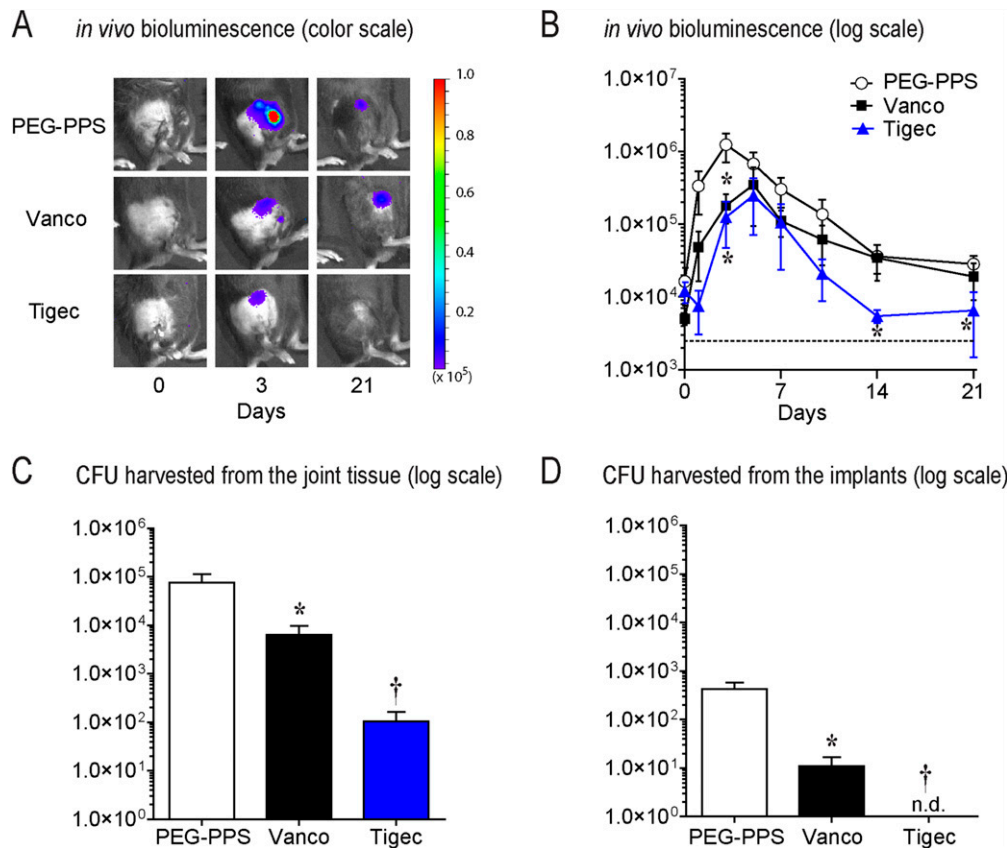 A in vivo bioluminescence (color scale)
PEG-PPS
Vanco
Tigec
0 3 21
Days
1.0
0.8
0.6
0.4
0.2
(x 10⁵)
B in vivo bioluminescence (log scale)
1.0×10⁷
1.0×10⁶
1.0×10⁵
1.0×10⁴
1.0×10³
PEG-PPS
Vanco
Tigec
*
*
*
*
0 7 14 21
Days
C CFU harvested from the joint tissue (log scale)
1.0×10⁶
1.0×10⁵
1.0×10⁴
1.0×10³
1.0×10²
1.0×10¹
1.0×10⁰
*
†
PEG-PPS Vanco Tigec
D CFU harvested from the implants (log scale)
1.0×10⁶
1.0×10⁵
1.0×10⁴
1.0×10³
1.0×10²
1.0×10¹
1.0×10⁰
*
†
n.d.
PEG-PPS Vanco Tigec